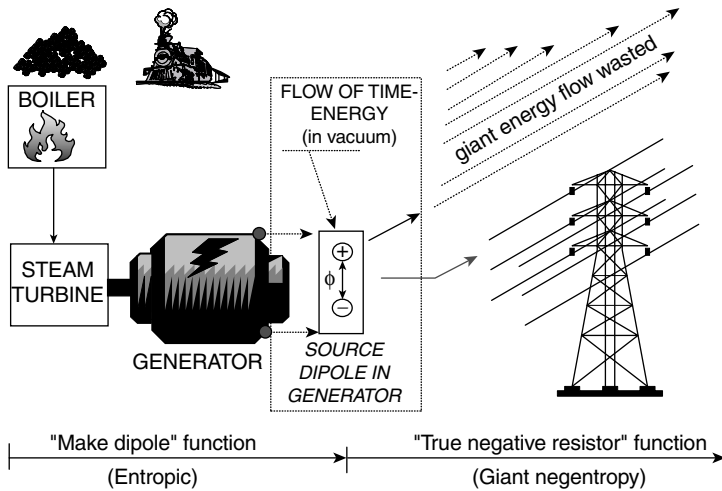 BOILER
STEAM
TURBINE
GENERATOR
FLOW OF TIME-
ENERGY
(in vacuum)
+
ϕ
−
SOURCE
DIPOLE IN
GENERATOR
giant energy flow wasted
"Make dipole" function
(Entropic)
"True negative resistor" function
(Giant negentropy)